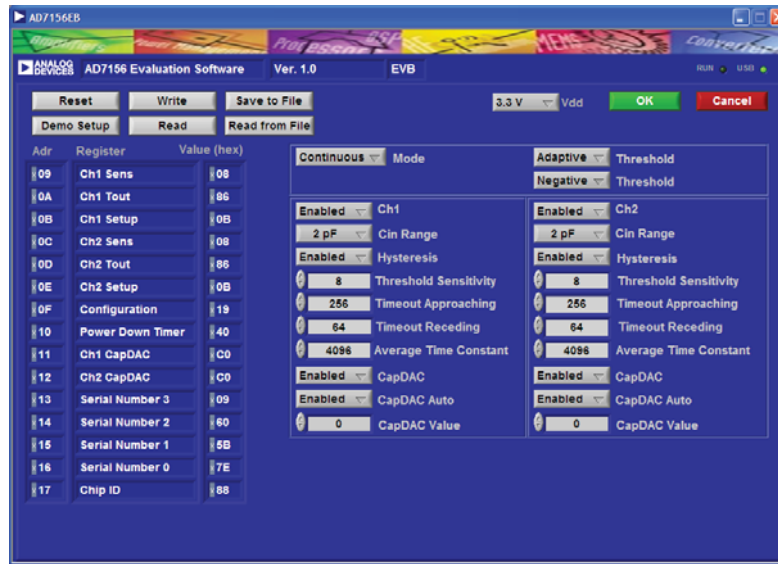 AD7156EB
Amplifiers Power Management Processors DSP MEMS Converters
ANALOG DEVICES AD7156 Evaluation Software Ver. 1.0 EVB RUN USB
Reset Write Save to File 3.3 V Vdd OK Cancel
Demo Setup Read Read from File
Adr Register Value (hex)
Continuous Mode Adaptive Threshold
Negative Threshold
09 Ch1 Sens 08
0A Ch1 Tout 86
0B Ch1 Setup 0B
0C Ch2 Sens 08
0D Ch2 Tout 86
0E Ch2 Setup 0B
0F Configuration 19
10 Power Down Timer 40
11 Ch1 CapDAC C0
12 Ch2 CapDAC C0
13 Serial Number 3 09
14 Serial Number 2 60
15 Serial Number 1 5B
16 Serial Number 0 7E
17 Chip ID 88
Enabled Ch1
2 pF Cin Range
Enabled Hysteresis
8 Threshold Sensitivity
256 Timeout Approaching
64 Timeout Receding
4096 Average Time Constant
Enabled CapDAC
Enabled CapDAC Auto
0 CapDAC Value
Enabled Ch2
2 pF Cin Range
Enabled Hysteresis
8 Threshold Sensitivity
256 Timeout Approaching
64 Timeout Receding
4096 Average Time Constant
Enabled CapDAC
Enabled CapDAC Auto
0 CapDAC Value